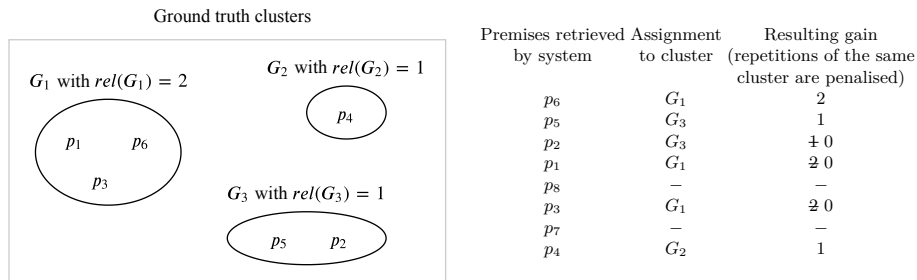 Ground truth clusters
G₁ with rel(G₁) = 2
p₁ p₆
p₃
G₂ with rel(G₂) = 1
p₄
G₃ with rel(G₃) = 1
p₅ p₂
Premises retrieved Assignment Resulting gain
by system to cluster (repetitions of the same
cluster are penalised)
p₆ G₁ 2
p₅ G₃ 1
p₂ G₃ 1̶ 0
p₁ G₁ 2̶ 0
p₈ – –
p₃ G₁ 2̶ 0
p₇ – –
p₄ G₂ 1